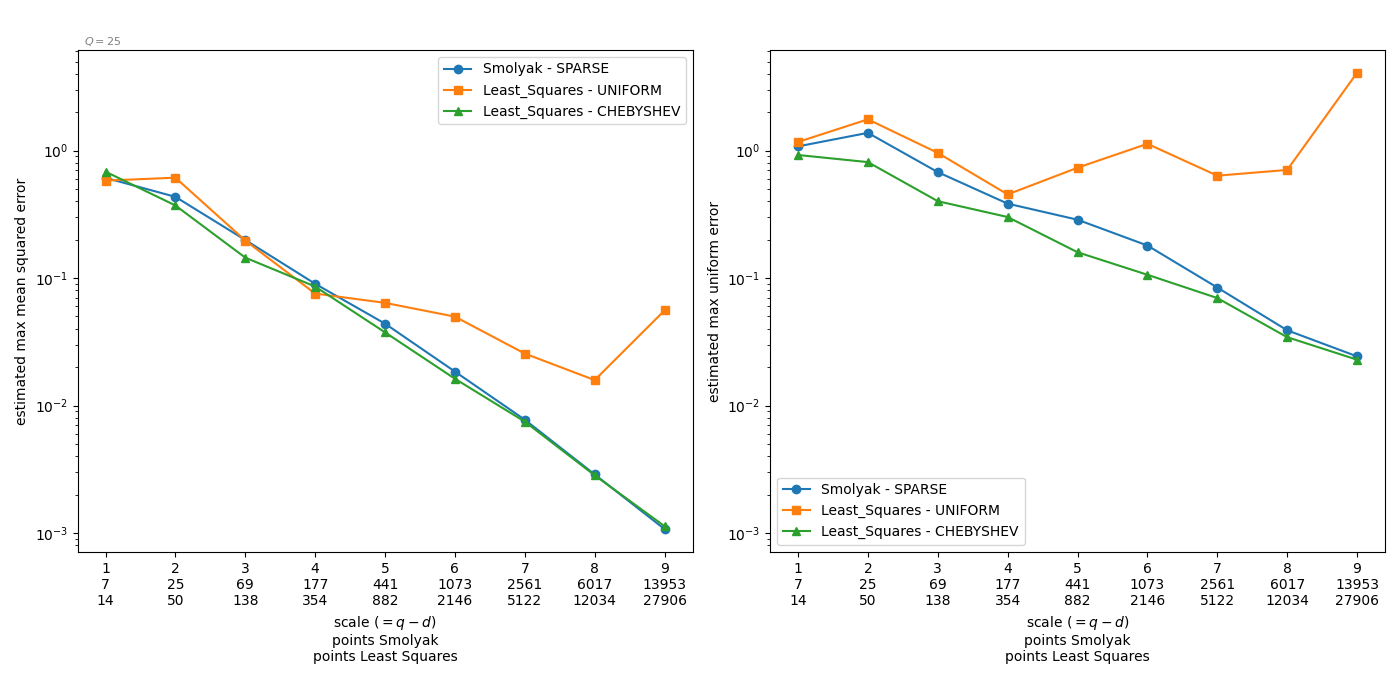 Q = 25
Smolyak - SPARSE
Least_Squares - UNIFORM
Least_Squares - CHEBYSHEV
estimated max mean squared error
10⁰
10⁻¹
10⁻²
10⁻³
1 2 3 4 5 6 7 8 9
7 25 69 177 441 1073 2561 6017 13953
14 50 138 354 882 2146 5122 12034 27906
scale (= q − d)
points Smolyak
points Least Squares
estimated max uniform error
10⁰
10⁻¹
10⁻²
10⁻³
Smolyak - SPARSE
Least_Squares - UNIFORM
Least_Squares - CHEBYSHEV
1 2 3 4 5 6 7 8 9
7 25 69 177 441 1073 2561 6017 13953
14 50 138 354 882 2146 5122 12034 27906
scale (= q − d)
points Smolyak
points Least Squares